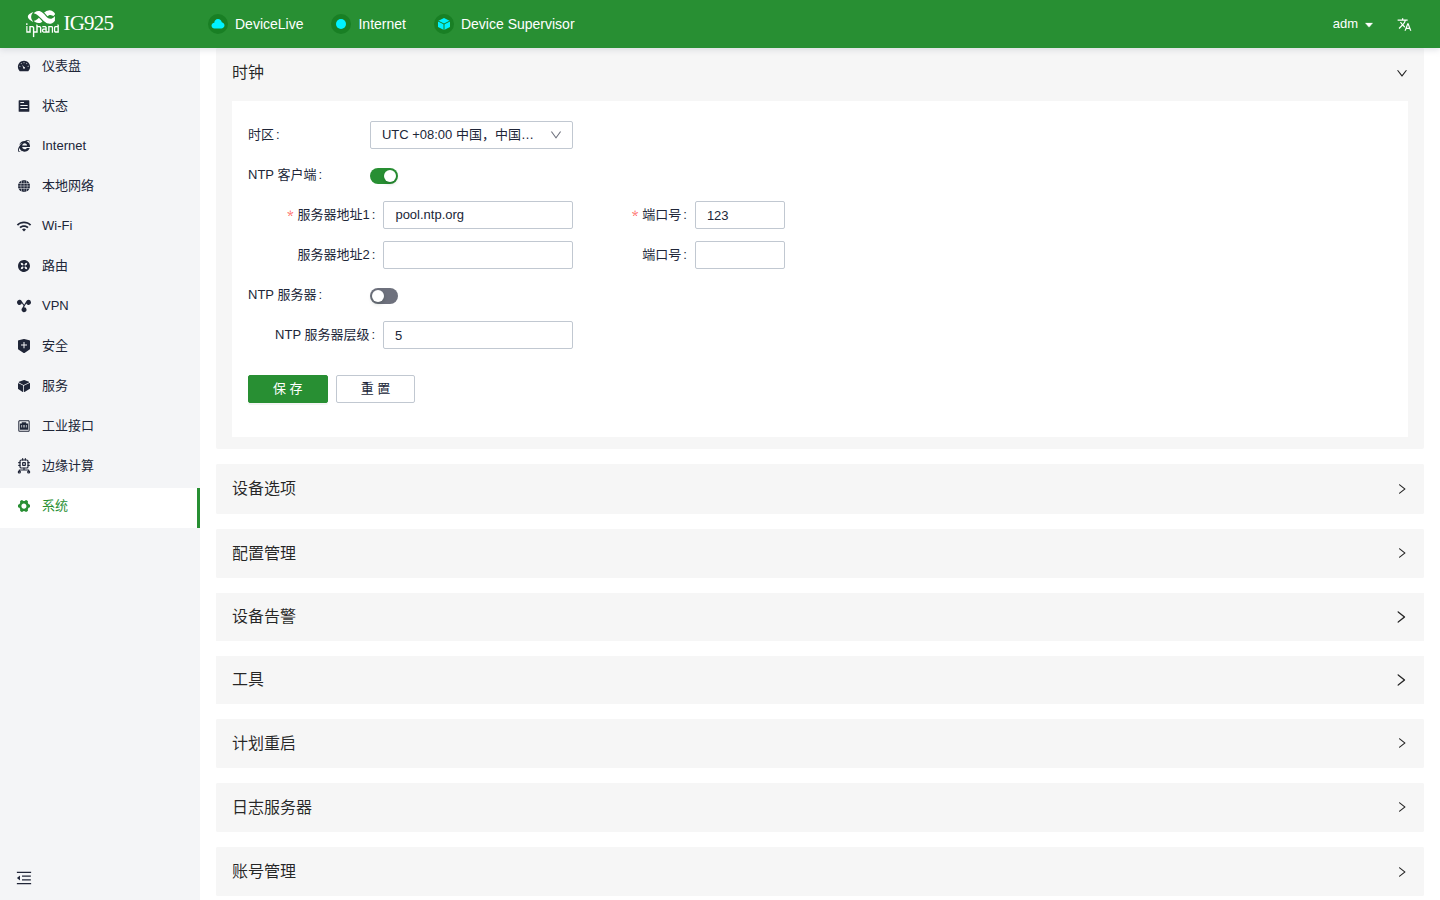 inhand IG925
DeviceLive
Internet
Device Supervisor
adm
仪表盘
状态
Internet
本地网络
Wi-Fi
路由
VPN
安全
服务
工业接口
边缘计算
系统
时钟
时区: UTC +08:00 中国，中国…
NTP 客户端:
* 服务器地址1: pool.ntp.org * 端口号: 123
服务器地址2: 端口号:
NTP 服务器:
NTP 服务器层级: 5
保 存 重 置
设备选项
配置管理
设备告警
工具
计划重启
日志服务器
账号管理